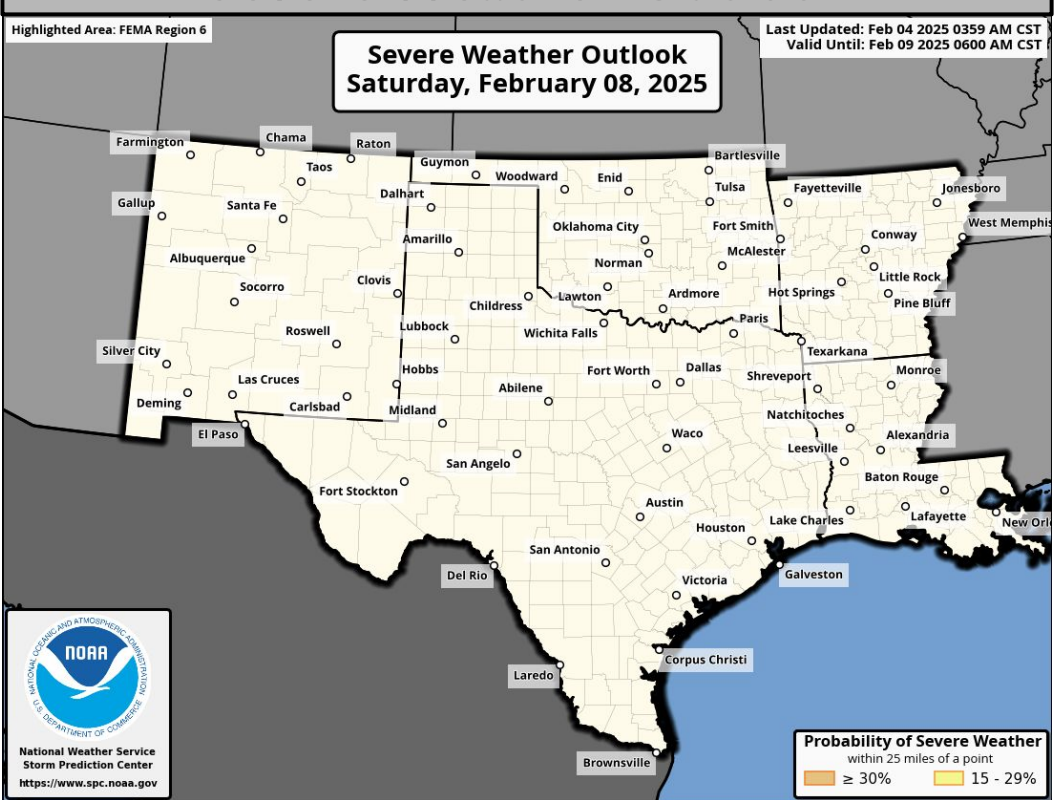 Highlighted Area: FEMA Region 6
Severe Weather Outlook
Saturday, February 08, 2025
Last Updated: Feb 04 2025 0359 AM CST
Valid Until: Feb 09 2025 0600 AM CST
Farmington
Chama
Raton
Taos
Guymon
Woodward
Enid
Bartlesville
Tulsa
Fayetteville
Jonesboro
Gallup
Santa Fe
Dalhart
Oklahoma City
Fort Smith
Conway
West Memphis
Albuquerque
Amarillo
Norman
McAlester
Little Rock
Socorro
Clovis
Childress
Lawton
Ardmore
Hot Springs
Pine Bluff
Roswell
Lubbock
Wichita Falls
Paris
Texarkana
Silver City
Las Cruces
Hobbs
Abilene
Fort Worth
Dallas
Shreveport
Monroe
Deming
Carlsbad
Midland
Natchitoches
El Paso
San Angelo
Waco
Leesville
Alexandria
Fort Stockton
Austin
Baton Rouge
Houston
Lake Charles
Lafayette
New Orl
San Antonio
Del Rio
Victoria
Galveston
Laredo
Corpus Christi
Brownsville
NATIONAL OCEANIC AND ATMOSPHERIC ADMINISTRATION
NOAA
U.S. DEPARTMENT OF COMMERCE
National Weather Service
Storm Prediction Center
https://www.spc.noaa.gov
Probability of Severe Weather
within 25 miles of a point
≥ 30%
15 - 29%